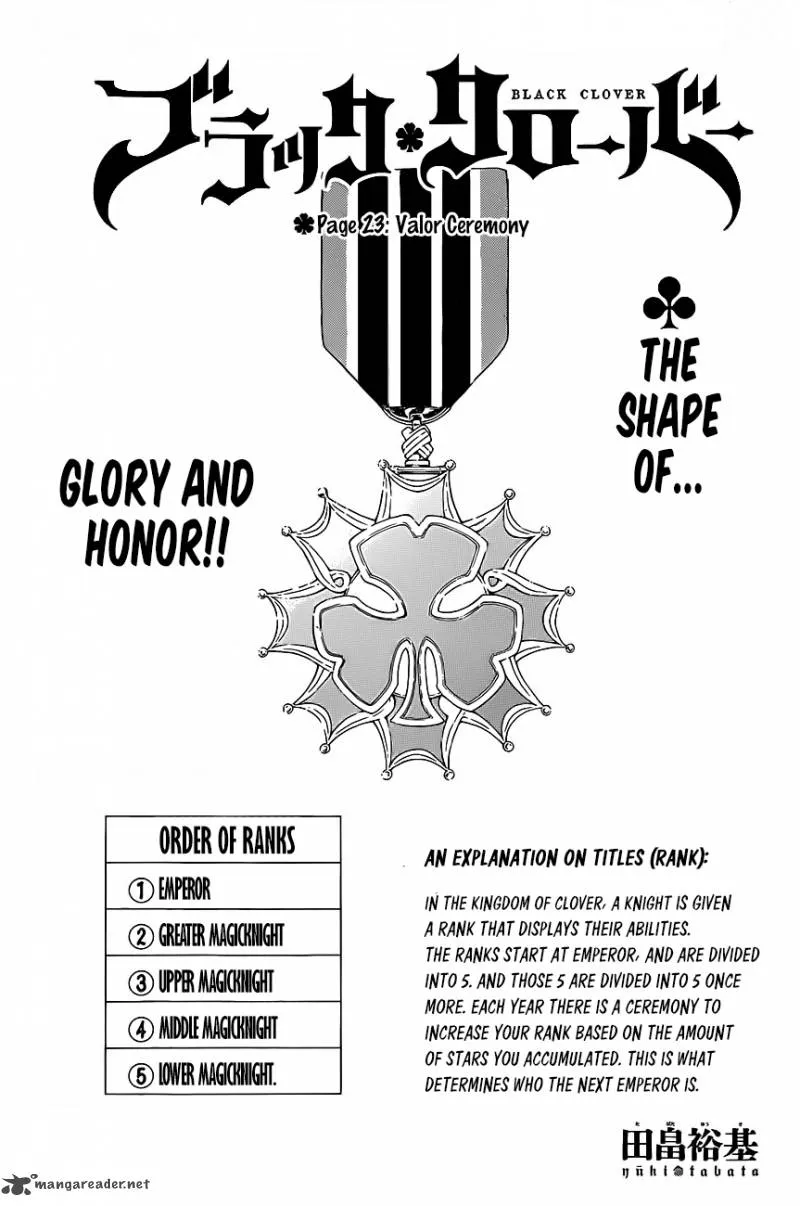 ブラッククローバー
BLACK CLOVER
Page 23: Valor Ceremony
THE
SHAPE
OF...
GLORY AND
HONOR!!
ORDER OF RANKS
① EMPEROR
② GREATER MAGICKNIGHT
③ UPPER MAGICKNIGHT
④ MIDDLE MAGICKNIGHT
⑤ LOWER MAGICKNIGHT.
AN EXPLANATION ON TITLES (RANK):
IN THE KINGDOM OF CLOVER, A KNIGHT IS GIVEN
A RANK THAT DISPLAYS THEIR ABILITIES.
THE RANKS START AT EMPEROR, AND ARE DIVIDED
INTO 5. AND THOSE 5 ARE DIVIDED INTO 5 ONCE
MORE. EACH YEAR THERE IS A CEREMONY TO
INCREASE YOUR RANK BASED ON THE AMOUNT
OF STARS YOU ACCUMULATED. THIS IS WHAT
DETERMINES WHO THE NEXT EMPEROR IS.
田畠裕基
yūki tabata
mangareader.net